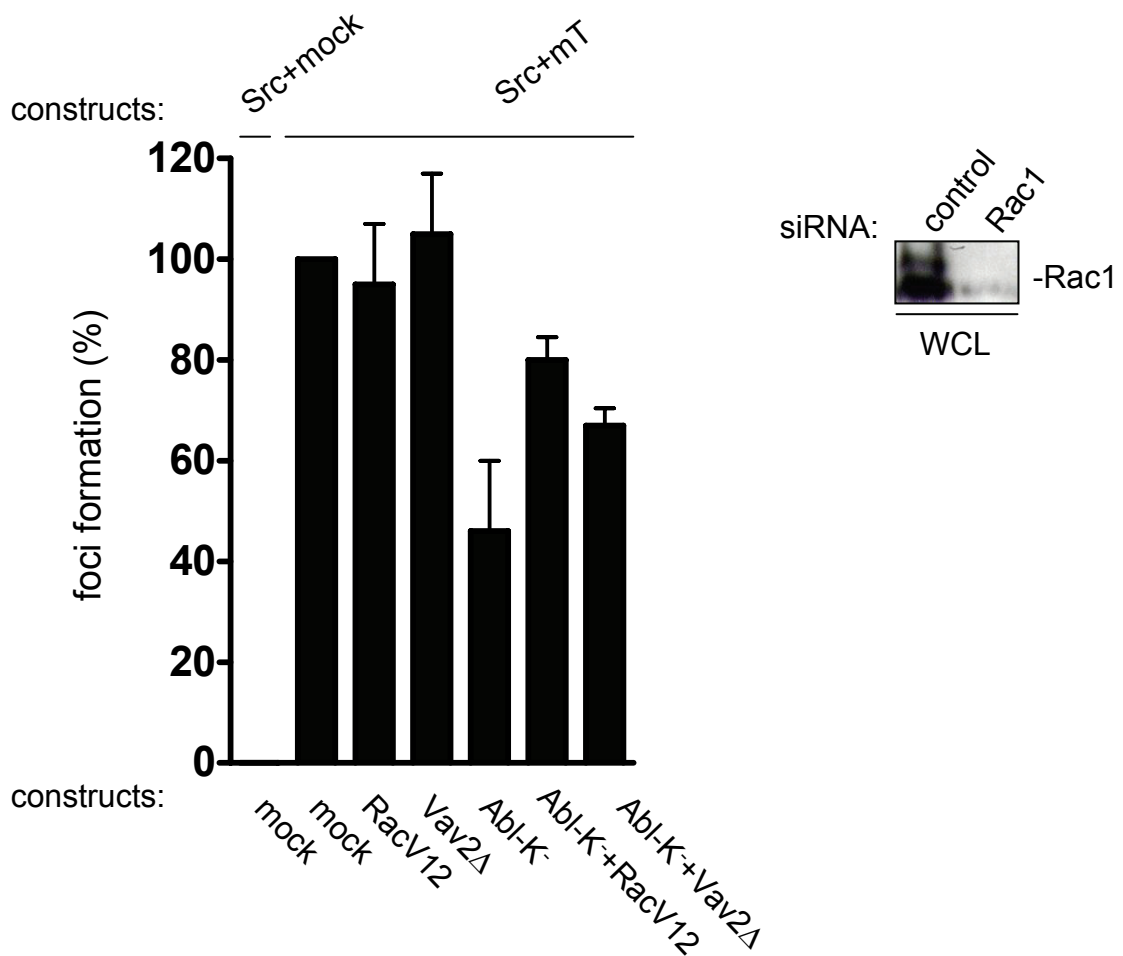 constructs:
Src+mock
Src+mT
120
100
80
60
40
20
0
foci formation (%)
constructs:
mock
mock
RacV12
Vav2Δ
Abl-K-
Abl-K-+RacV12
Abl-K-+Vav2Δ
siRNA:
control
Rac1
-Rac1
WCL